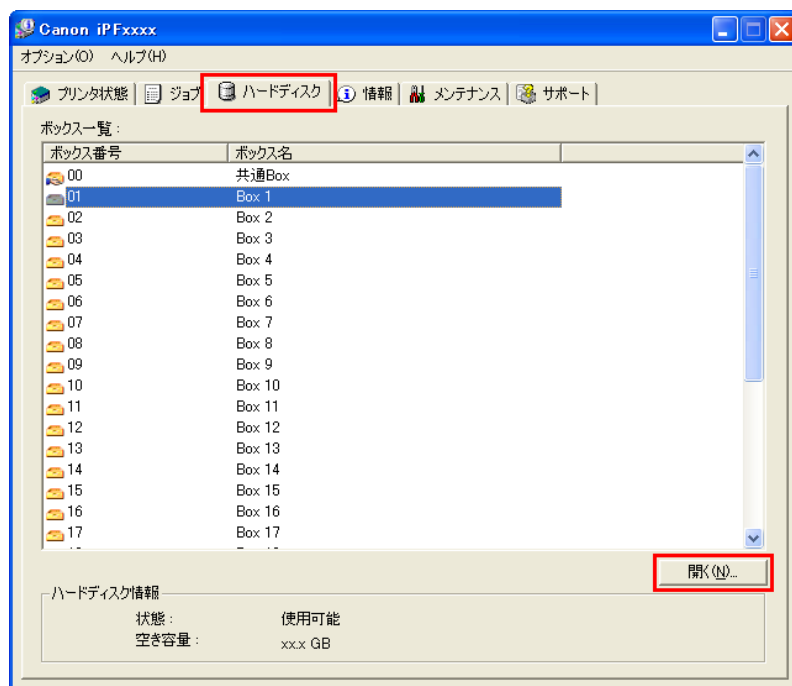 Canon iPFxxxx
オプション(O) ヘルプ(H)
プリンタ状態 ジョブ ハードディスク 情報 メンテナンス サポート
ボックス一覧 :
ボックス番号 ボックス名
00 共通Box
01 Box 1
02 Box 2
03 Box 3
04 Box 4
05 Box 5
06 Box 6
07 Box 7
08 Box 8
09 Box 9
10 Box 10
11 Box 11
12 Box 12
13 Box 13
14 Box 14
15 Box 15
16 Box 16
17 Box 17
開く(N)...
ハードディスク情報
状態 : 使用可能
空き容量 : xx.x GB